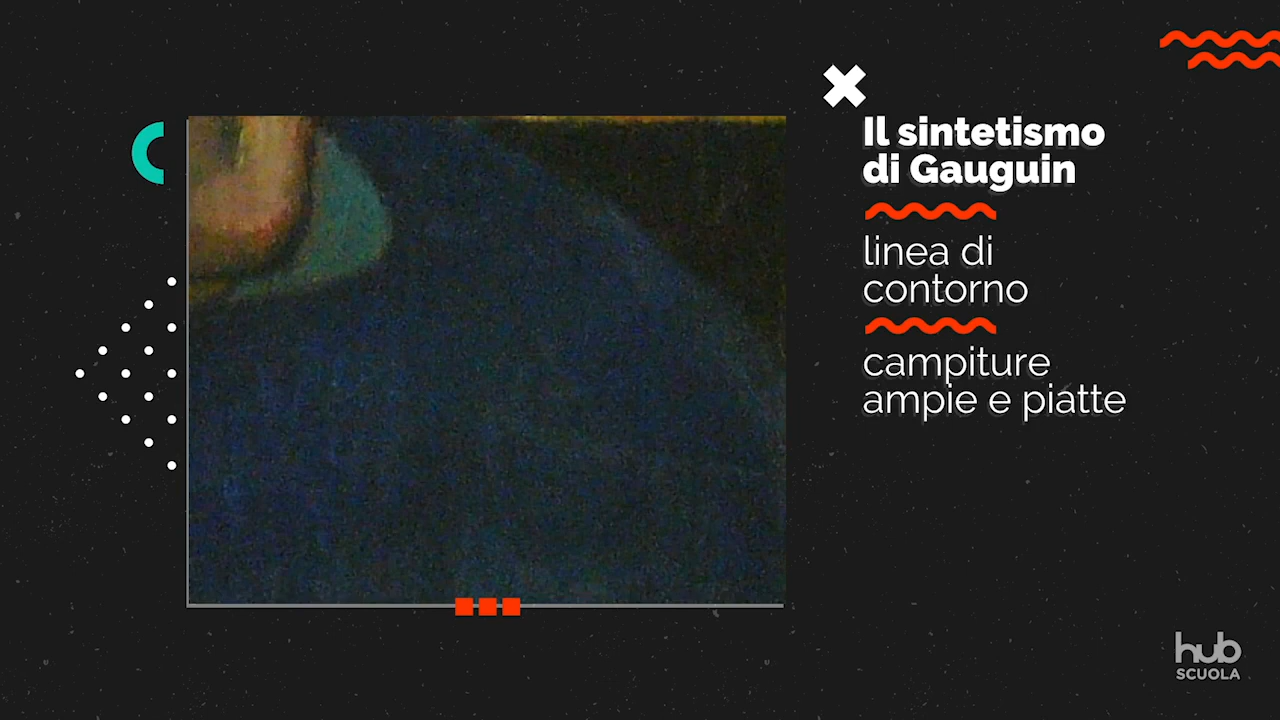 Il sintetismo
di Gauguin
linea di
contorno
campiture
ampie e piatte
hub
SCUOLA